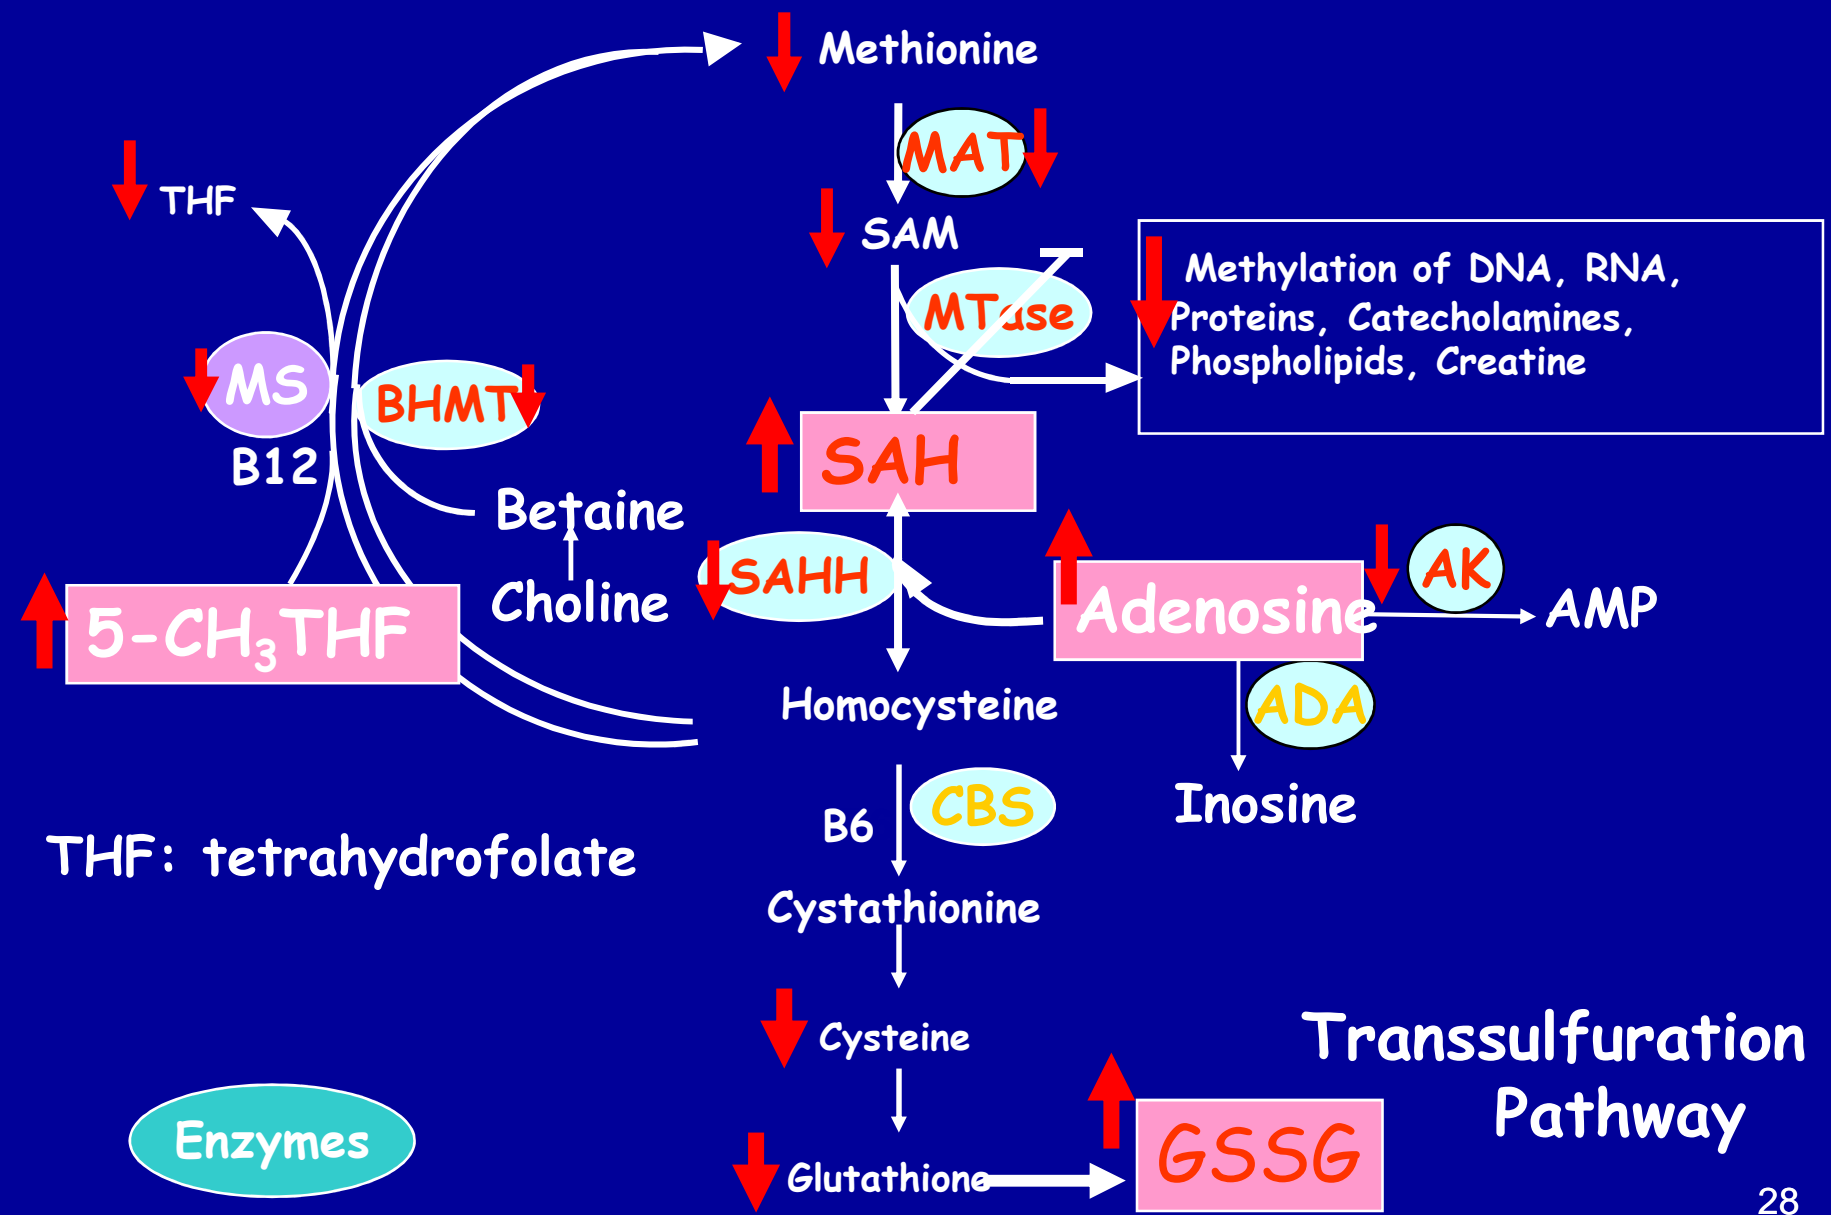 Methionine
MAT
THF
SAM
Methylation of DNA, RNA,
Proteins, Catecholamines,
Phospholipids, Creatine
MTase
MS
BHMT
B12
SAH
Betaine
Choline
SAHH
Adenosine
AK
AMP
5-CH₃THF
Homocysteine
ADA
Inosine
B6
CBS
THF: tetrahydrofolate
Cystathionine
Cysteine
Transsulfuration
Pathway
Enzymes
Glutathione
GSSG
28